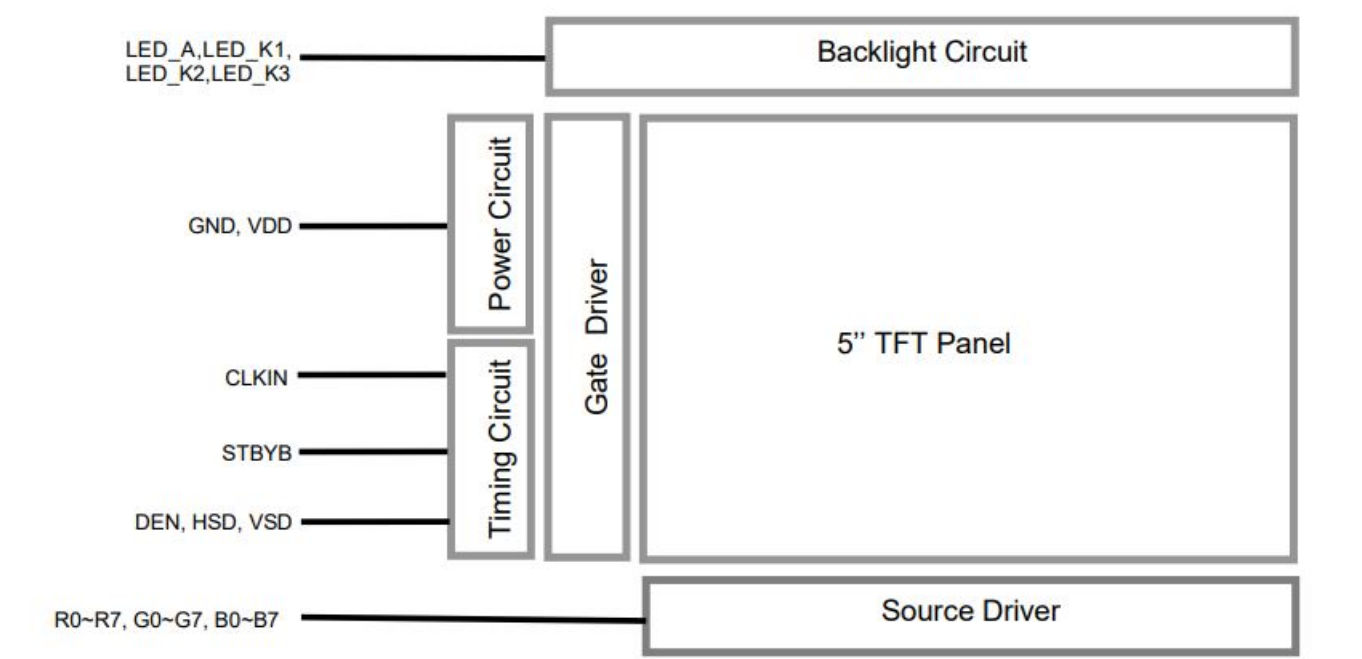 LED_A,LED_K1,
LED_K2,LED_K3
Backlight Circuit
GND, VDD
Power Circuit
Gate Driver
5’’ TFT Panel
CLKIN
STBYB
DEN, HSD, VSD
Timing Circuit
R0~R7, G0~G7, B0~B7
Source Driver